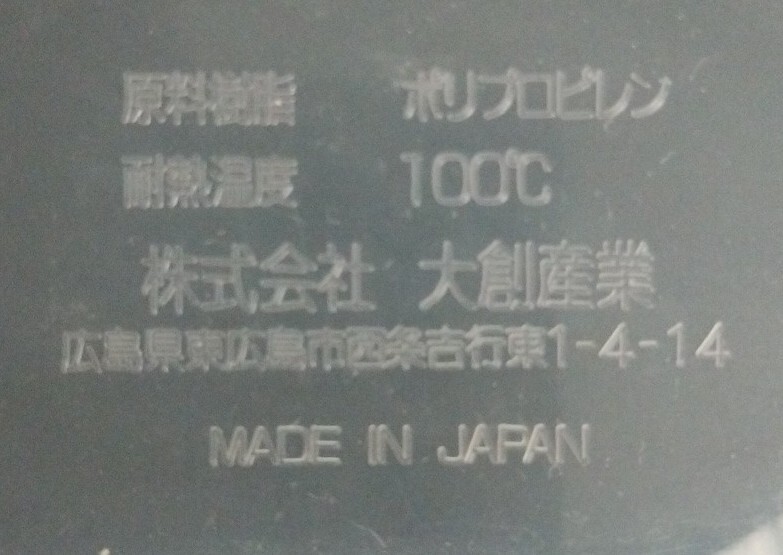 原料樹脂 ポリプロピレン
耐熱温度 100℃
株式会社 大創産業
広島県東広島市西条吉行東1-4-14
MADE IN JAPAN